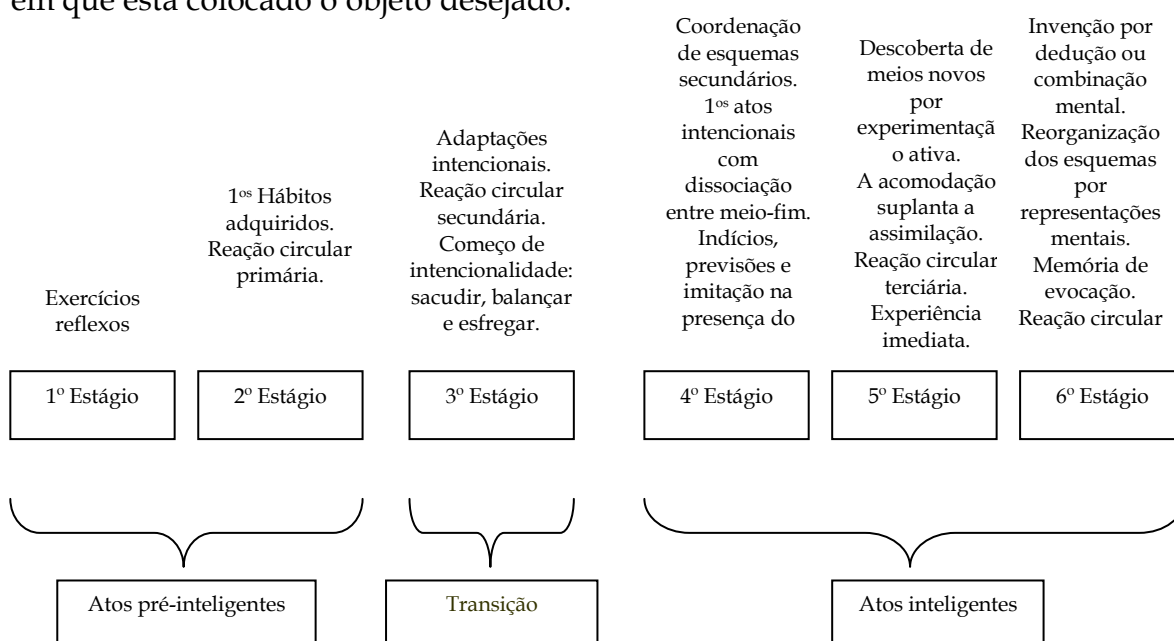 em que está colocado o objeto desejado.
Exercícios
reflexos
1os Hábitos
adquiridos.
Reação circular
primária.
Adaptações
intencionais.
Reação circular
secundária.
Começo de
intencionalidade:
sacudir, balançar
e esfregar.
Coordenação
de esquemas
secundários.
1os atos
intencionais
com
dissociação
entre meio-fim.
Indícios,
previsões e
imitação na
presença do
Descoberta de
meios novos
por
experimentaçã
o ativa.
A acomodação
suplanta a
assimilação.
Reação circular
terciária.
Experiência
imediata.
Invenção por
dedução ou
combinação
mental.
Reorganização
dos esquemas
por
representações
mentais.
Memória de
evocação.
Reação circular
1º Estágio
2º Estágio
3º Estágio
4º Estágio
5º Estágio
6º Estágio
Atos pré-inteligentes
Transição
Atos inteligentes